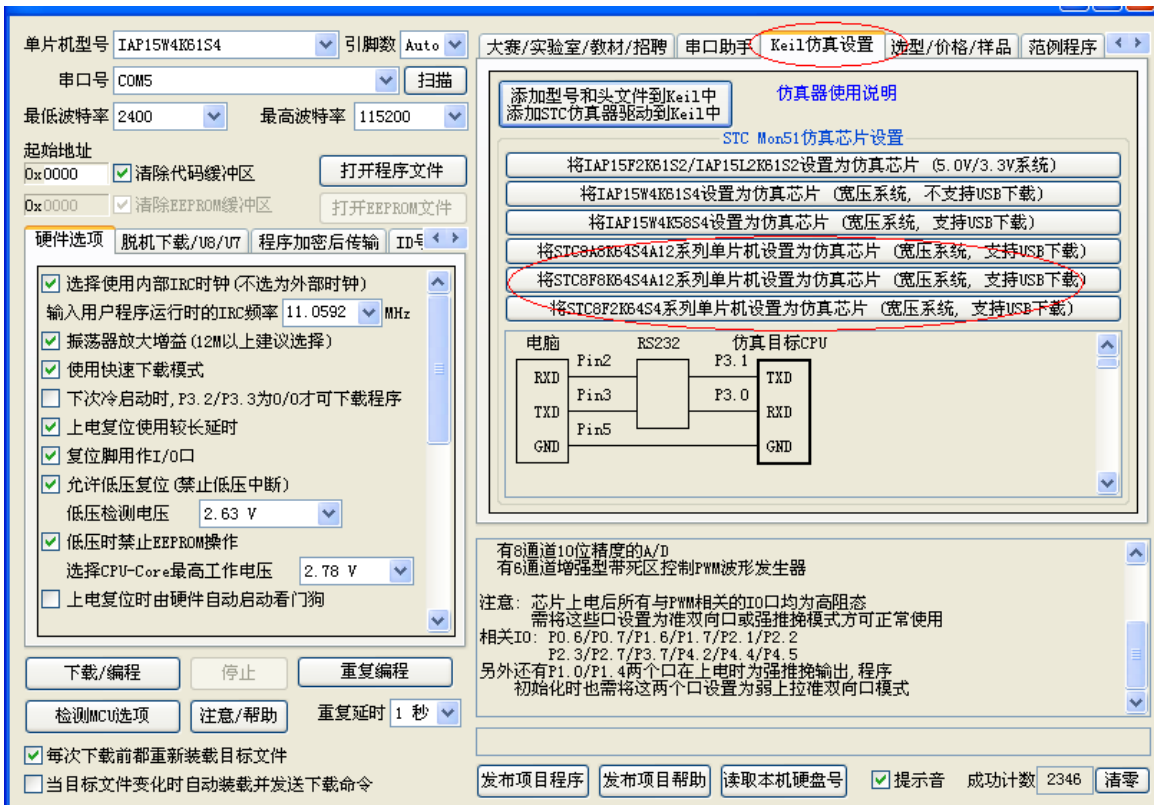 单片机型号 IAP15W4K61S4 引脚数 Auto
串口号 COM5 扫描
最低波特率 2400 最高波特率 115200
起始地址
0x0000 清除代码缓冲区 打开程序文件
0x0000 清除EEPROM缓冲区 打开EEPROM文件
硬件选项 脱机下载/U8/U7 程序加密后传输
选择使用内部IRC时钟(不选为外部时钟)
输入用户程序运行时的IRC频率 11.0592 MHz
振荡器放大增益(12M以上建议选择)
使用快速下载模式
下次冷启动时,P3.2/P3.3为0/0才可下载程序
上电复位使用较长延时
复位脚用作I/O口
允许低压复位(禁止低压中断)
低压检测电压 2.63 V
低压时禁止EEPROM操作
选择CPU-Core最高工作电压 2.78 V
上电复位时由硬件自动启动看门狗
下载/编程 停止 重复编程
检测MCU选项 注意/帮助 重复延时 1 秒
每次下载前都重新装载目标文件
当目标文件变化时自动装载并发送下载命令
大赛/实验室/教材/招聘 串口助手 Keil仿真设置 选型/价格/样品 范例程序
添加型号和头文件到Keil中
添加STC仿真器驱动到Keil中
仿真器使用说明
STC Mon51仿真芯片设置
将IAP15F2K61S2/IAP15L2K61S2设置为仿真芯片 (5.0V/3.3V系统)
将IAP15W4K61S4设置为仿真芯片 (宽压系统, 不支持USB下载)
将IAP15W4K58S4设置为仿真芯片 (宽压系统, 支持USB下载)
将STC8A8K64S4A12系列单片机设置为仿真芯片 (宽压系统, 支持USB下载)
将STC8F8K64S4A12系列单片机设置为仿真芯片 (宽压系统, 支持USB下载)
将STC8F2K64S4系列单片机设置为仿真芯片 (宽压系统, 支持USB下载)
电脑 RS232 仿真目标CPU
Pin2 P3.1
RXD TXD
Pin3 P3.0
TXD RXD
Pin5
GND GND
有8通道10位精度的A/D
有6通道增强型带死区控制PWM波形发生器
注意: 芯片上电后所有与PWM相关的IO口均为高阻态
需将这些口设置为准双向口或强推挽模式方可正常使用
相关IO: P0.6/P0.7/P1.6/P1.7/P2.1/P2.2
P2.3/P2.7/P3.7/P4.2/P4.4/P4.5
另外还有P1.0/P1.4两个口在上电时为强推挽输出,程序
初始化时也需将这两个口设置为弱上拉准双向口模式
发布项目程序 发布项目帮助 读取本机硬盘号 提示音 成功计数 2346 清零